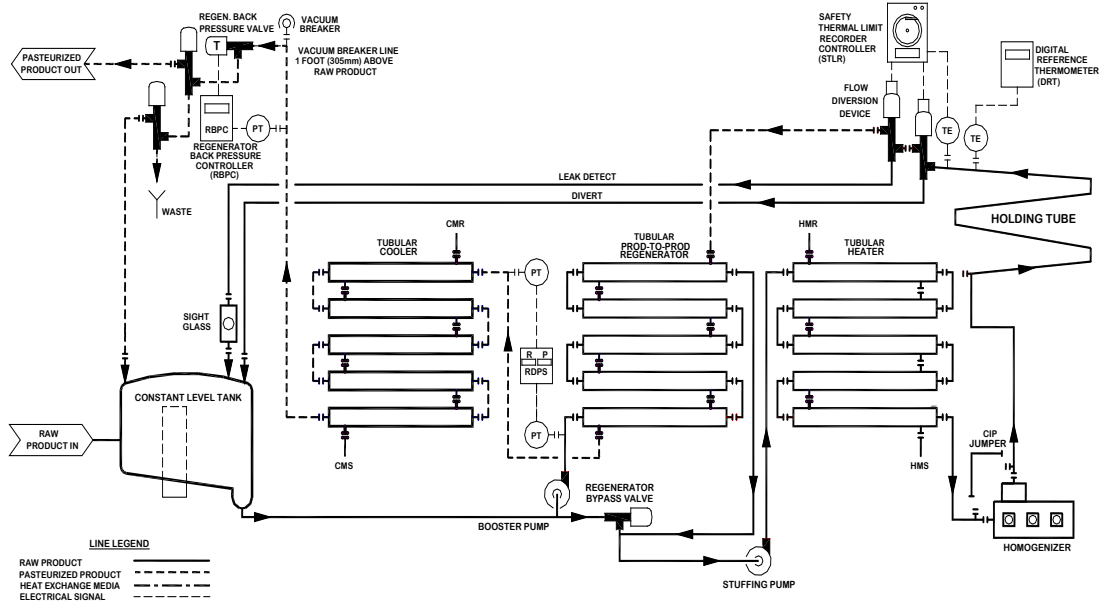 REGEN. BACK
PRESSURE VALVE
VACUUM
BREAKER
T
VACUUM BREAKER LINE
1 FOOT (305mm) ABOVE
RAW PRODUCT
PASTEURIZED
PRODUCT OUT
RBPC
PT
REGENERATOR
BACK PRESSURE
CONTROLLER
(RBPC)
WASTE
SAFETY
THERMAL LIMIT
RECORDER
CONTROLLER
(STLR)
DIGITAL
REFERENCE
THERMOMETER
(DRT)
FLOW
DIVERSION
DEVICE
TE
TE
LEAK DETECT
DIVERT
HOLDING TUBE
TUBULAR
COOLER
CMR
TUBULAR
PROD-TO-PROD
REGENERATOR
HMR
TUBULAR
HEATER
PT
R P
RDPS
PT
SIGHT
GLASS
CONSTANT LEVEL TANK
RAW
PRODUCT IN
CMS
HMS
CIP
JUMPER
REGENERATOR
BYPASS VALVE
BOOSTER PUMP
STUFFING PUMP
HOMOGENIZER
LINE LEGEND
RAW PRODUCT
PASTEURIZED PRODUCT
HEAT EXCHANGE MEDIA
ELECTRICAL SIGNAL